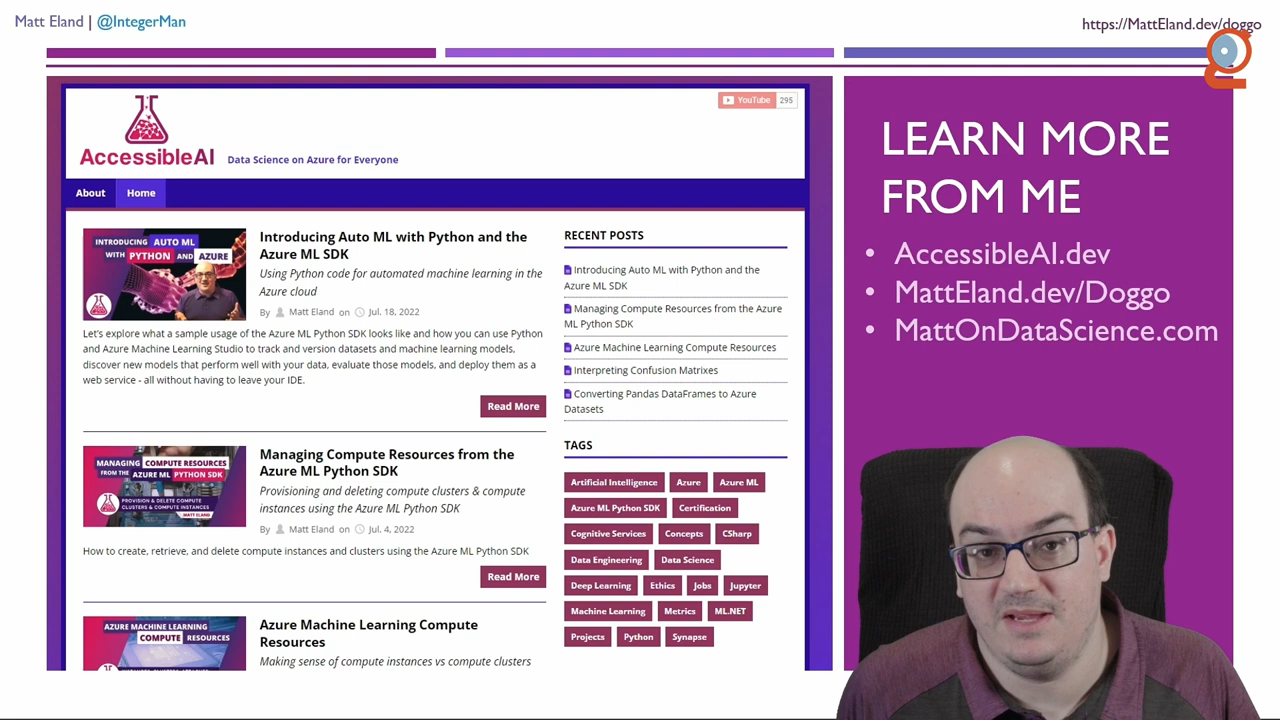 Matt Eland | @IntegerMan
https://MattEland.dev/doggo
YouTube 295
AccessibleAI Data Science on Azure for Everyone
About Home
INTRODUCING AUTO ML
WITH PYTHON AND AZURE
Introducing Auto ML with Python and the
Azure ML SDK
Using Python code for automated machine learning in the
Azure cloud
By Matt Eland on Jul. 18, 2022
Let's explore what a sample usage of the Azure ML Python SDK looks like and how you can use Python
and Azure Machine Learning Studio to track and version datasets and machine learning models,
discover new models that perform well with your data, evaluate those models, and deploy them as a
web service - all without having to leave your IDE.
Read More
MANAGING COMPUTE RESOURCES
FROM THE AZURE ML PYTHON SDK
PROVISION & DELETE COMPUTE
CLUSTERS & COMPUTE INSTANCES
MATT ELAND
Managing Compute Resources from the
Azure ML Python SDK
Provisioning and deleting compute clusters & compute
instances using the Azure ML Python SDK
By Matt Eland on Jul. 4, 2022
How to create, retrieve, and delete compute instances and clusters using the Azure ML Python SDK
Read More
AZURE MACHINE LEARNING
COMPUTE RESOURCES
Azure Machine Learning Compute
Resources
Making sense of compute instances vs compute clusters
RECENT POSTS
Introducing Auto ML with Python and the
Azure ML SDK
Managing Compute Resources from the Azure
ML Python SDK
Azure Machine Learning Compute Resources
Interpreting Confusion Matrixes
Converting Pandas DataFrames to Azure
Datasets
TAGS
Artificial Intelligence Azure Azure ML
Azure ML Python SDK Certification
Cognitive Services Concepts CSharp
Data Engineering Data Science
Deep Learning Ethics Jobs Jupyter
Machine Learning Metrics ML.NET
Projects Python Synapse
LEARN MORE
FROM ME
• AccessibleAI.dev
• MattEland.dev/Doggo
• MattOnDataScience.com